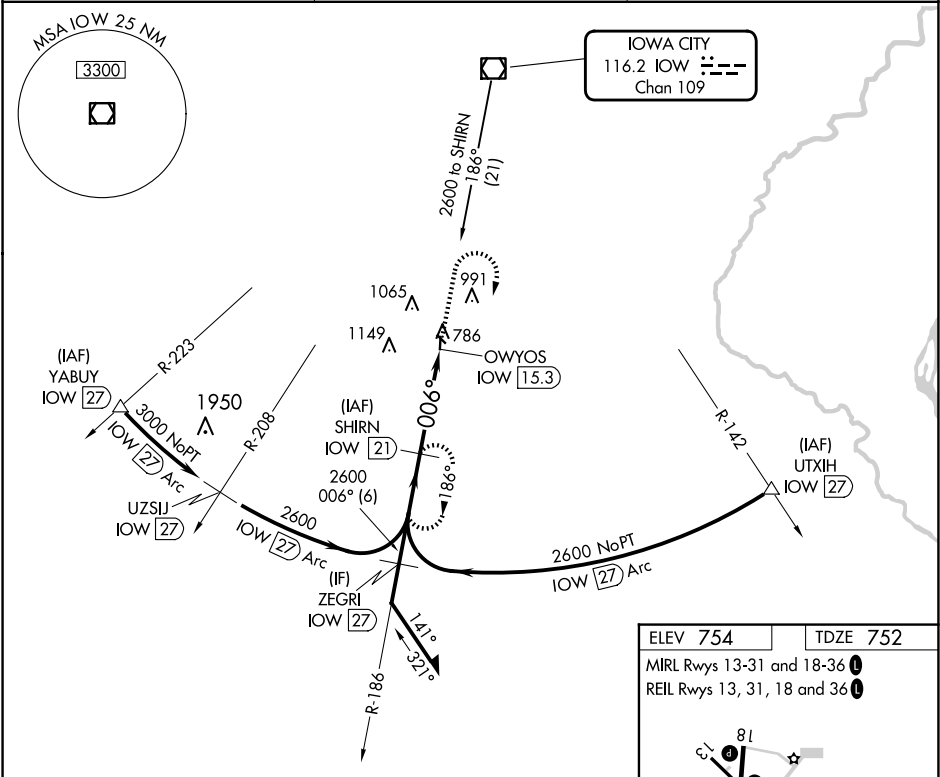 MSA IOW 25 NM
3300
IOWA CITY
116.2 IOW
Chan 109
2600 to SHIRN
186°
(21)
1065
991
1149
786
OWYOS
IOW 15.3
R-223
(IAF)
YABUY
IOW 27
3000 NoPT
IOW 27 Arc
1950
R-208
(IAF)
SHIRN
IOW 21
006°
186°
R-142
(IAF)
UTXIH
IOW 27
UZSIJ
IOW 27
2600
IOW 27 Arc
2600
006° (6)
2600 NoPT
IOW 27 Arc
(IF)
ZEGRI
IOW 27
141°
321°
R-186
ELEV 754
TDZE 752
MIRL Rwys 13-31 and 18-36 L
REIL Rwys 13, 31, 18 and 36 L
13
18
P